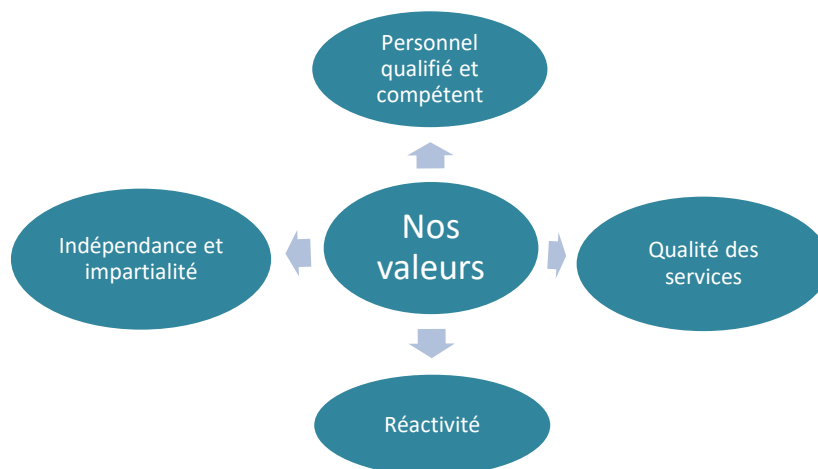 Personnel
qualifié et
compétent
Indépendance et
impartialité
Nos
valeurs
Qualité des
services
Réactivité